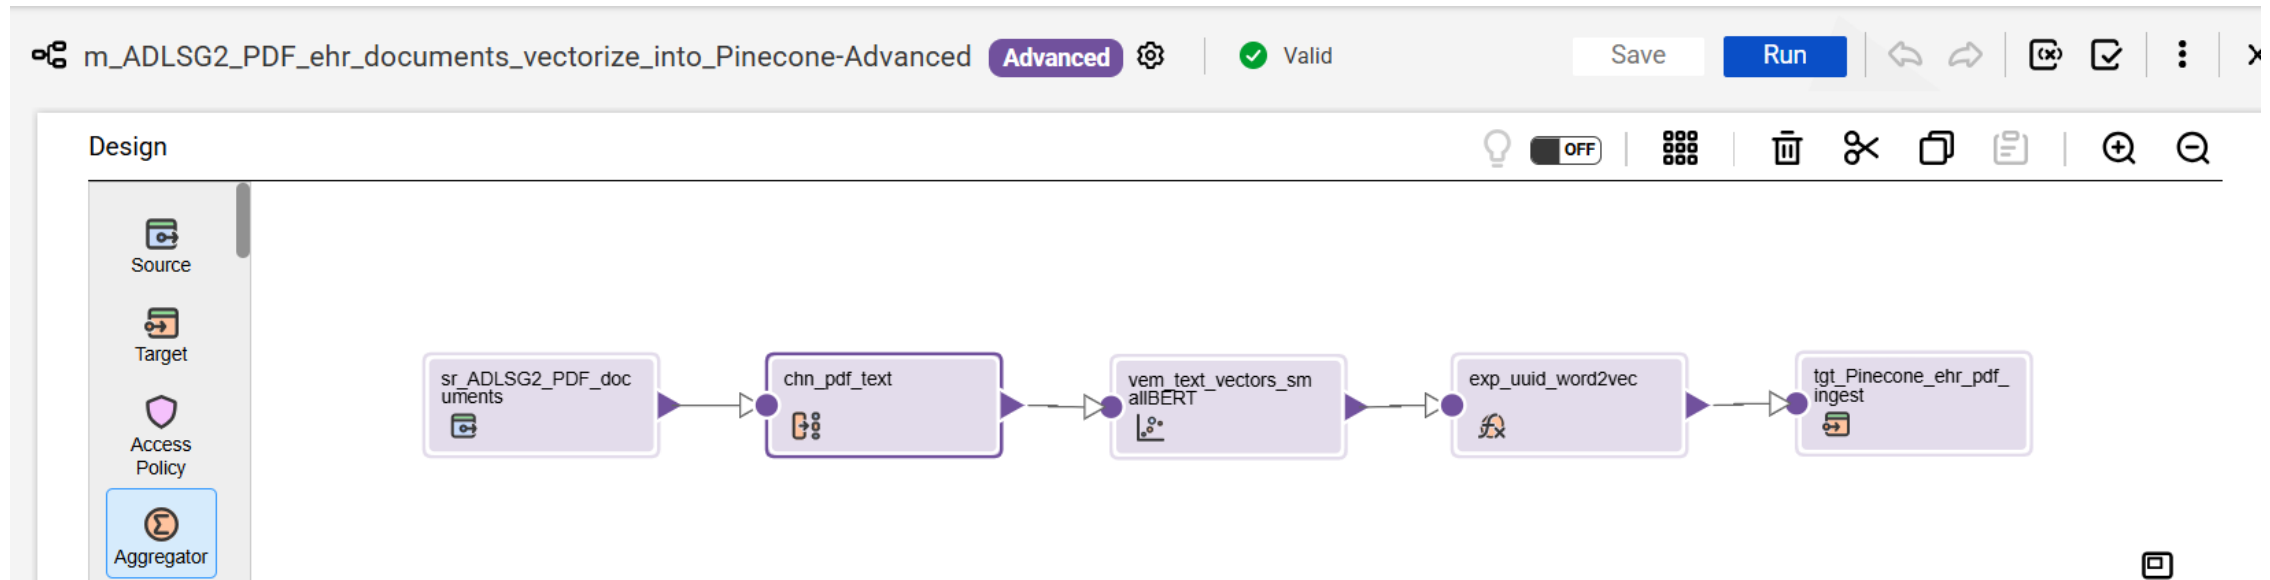 m_ADLSG2_PDF_ehr_documents_vectorize_into_Pinecone-Advanced Advanced Valid Save Run
Design OFF
Source
Target
Access
Policy
Aggregator
sr_ADLSG2_PDF_doc
uments
chn_pdf_text
vem_text_vectors_sm
allBERT
exp_uuid_word2vec
tgt_Pinecone_ehr_pdf_
ingest